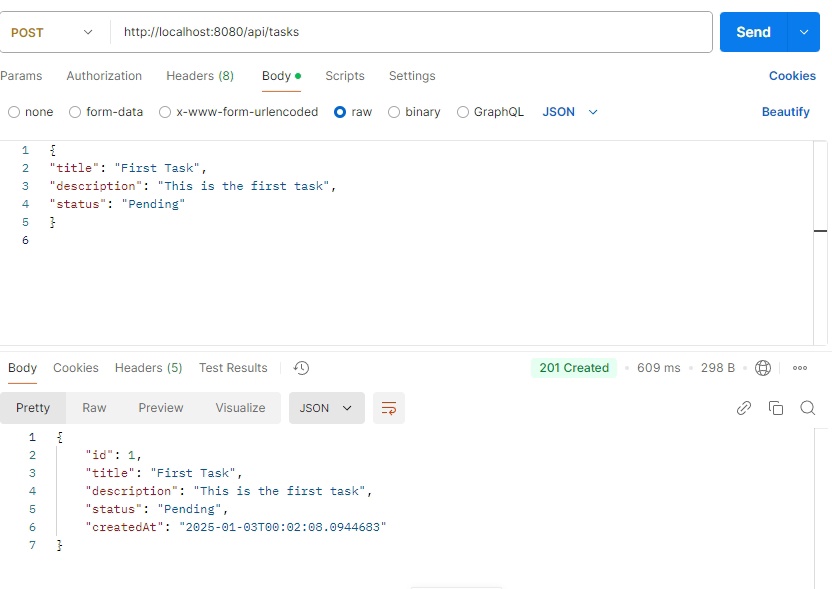 POST http://localhost:8080/api/tasks Send
Params Authorization Headers (8) Body Scripts Settings Cookies
none form-data x-www-form-urlencoded raw binary GraphQL JSON Beautify
1 {
2 "title": "First Task",
3 "description": "This is the first task",
4 "status": "Pending"
5 }
6
Body Cookies Headers (5) Test Results 201 Created 609 ms 298 B
Pretty Raw Preview Visualize JSON
1 {
2 "id": 1,
3 "title": "First Task",
4 "description": "This is the first task",
5 "status": "Pending",
6 "createdAt": "2025-01-03T00:02:08.0944683"
7 }